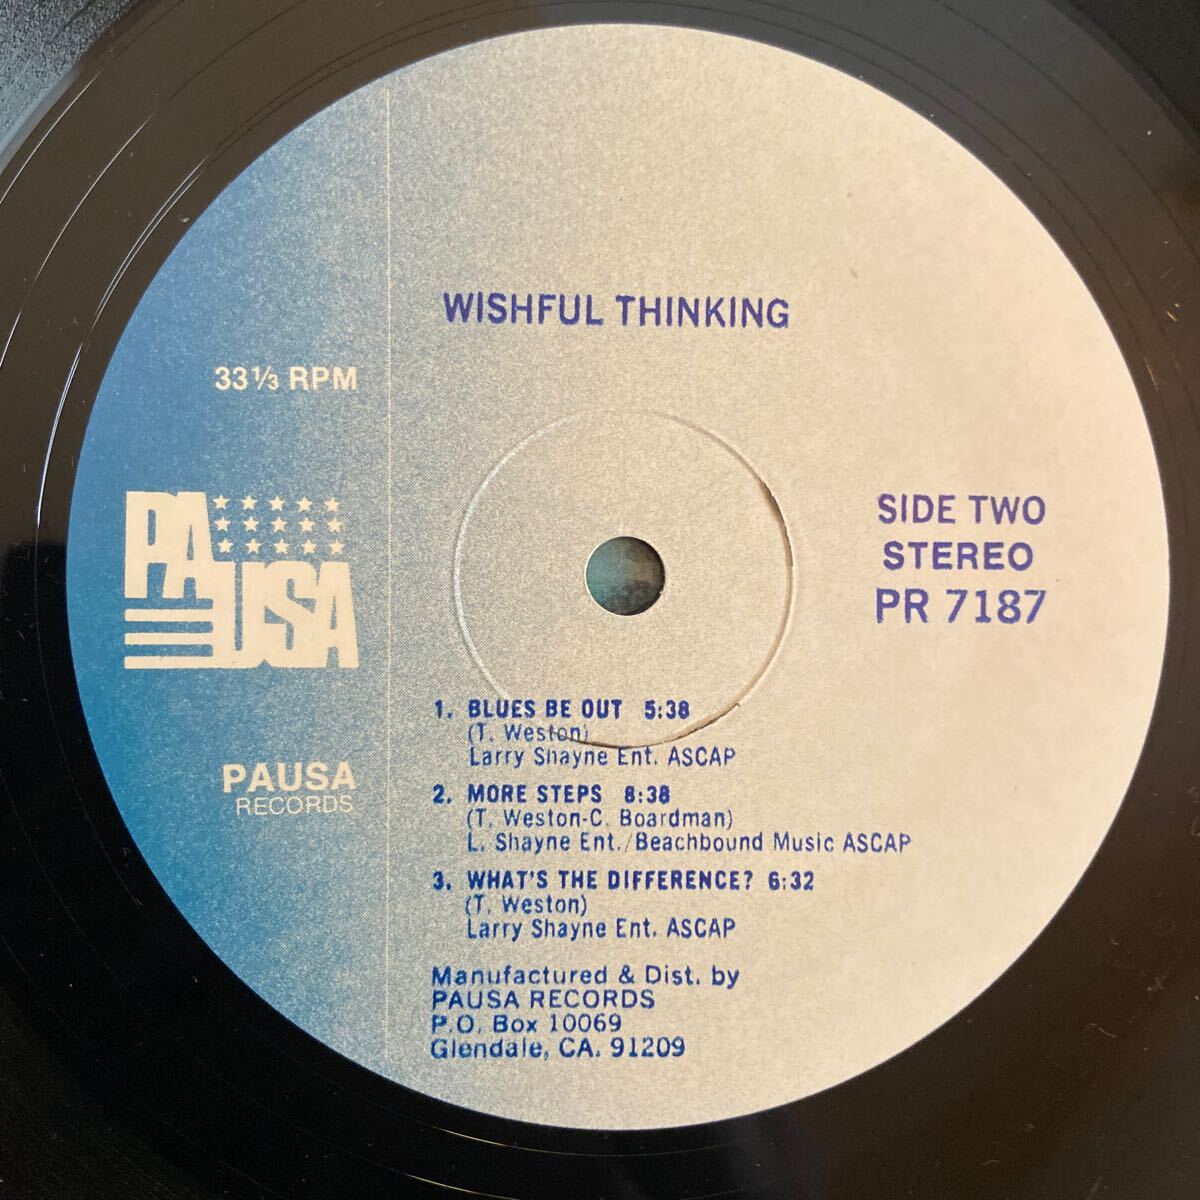 WISHFUL THINKING
33⅓ RPM
PAUSA
SIDE TWO
STEREO
PR 7187
PAUSA
RECORDS
1. BLUES BE OUT 5:38
(T. Weston)
Larry Shayne Ent. ASCAP
2. MORE STEPS 8:38
(T. Weston-C. Boardman)
L. Shayne Ent./Beachbound Music ASCAP
3. WHAT'S THE DIFFERENCE? 6:32
(T. Weston)
Larry Shayne Ent. ASCAP
Manufactured & Dist. by
PAUSA RECORDS
P.O. Box 10069
Glendale, CA. 91209